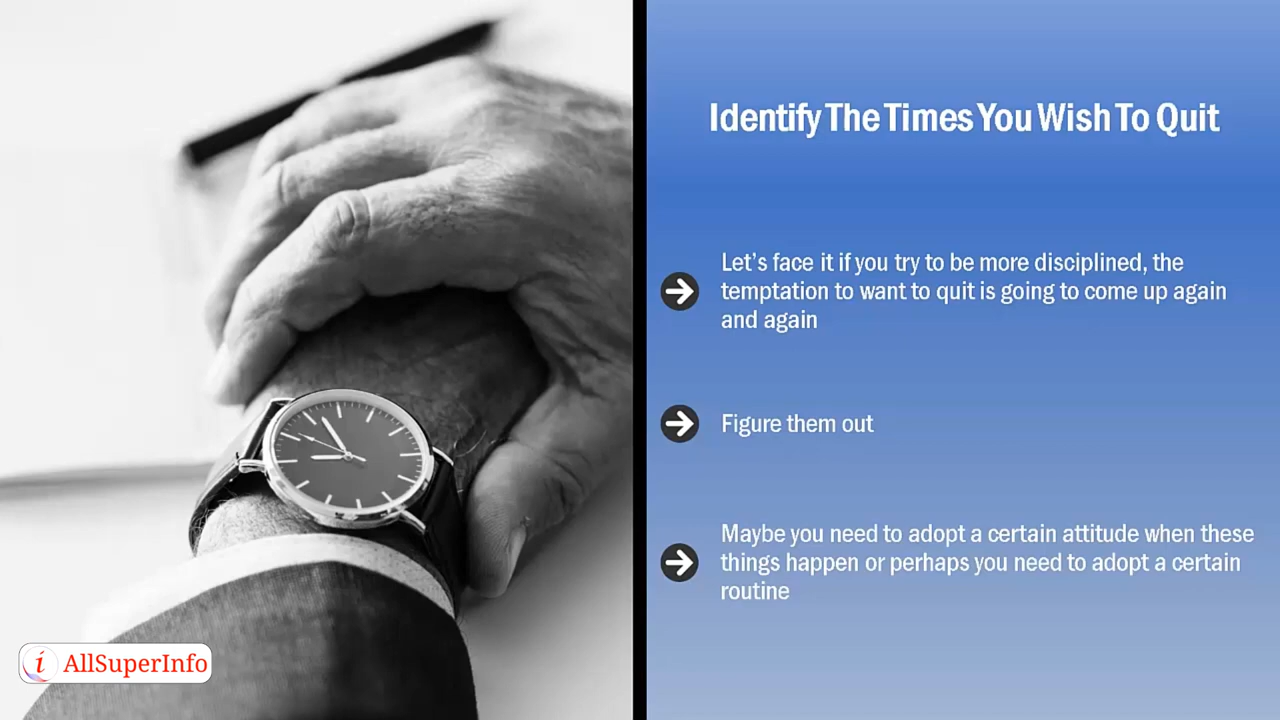 Identify The Times You Wish To Quit
Let's face it if you try to be more disciplined, the
temptation to want to quit is going to come up again
and again
Figure them out
Maybe you need to adopt a certain attitude when these
things happen or perhaps you need to adopt a certain
routine
i AllSuperInfo